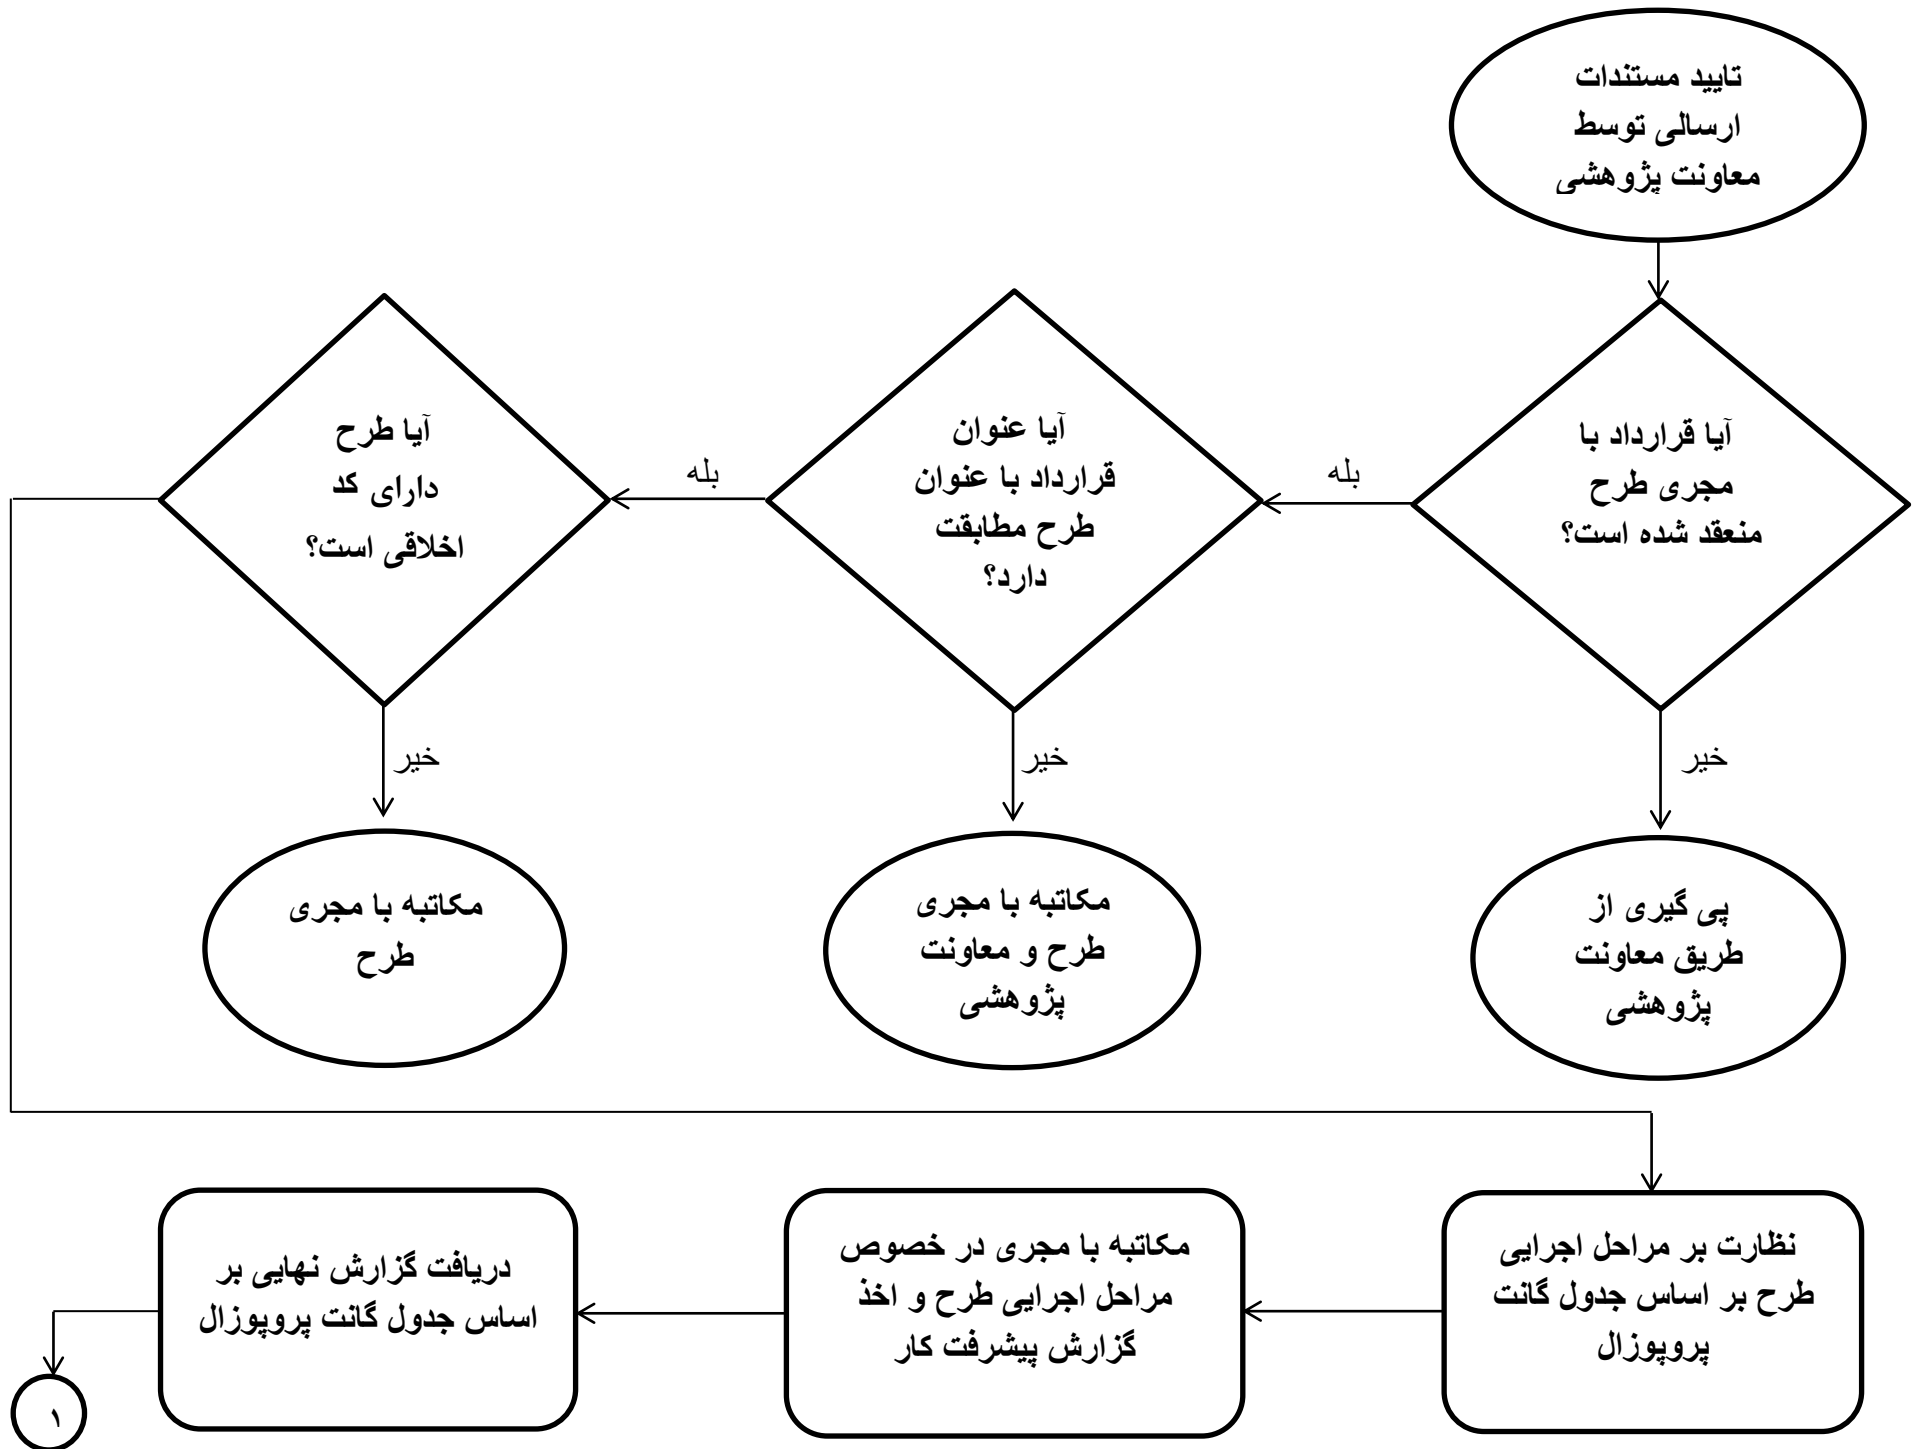 تایید مستندات
ارسالی توسط
معاونت پژوهشی
آیا قرارداد با
مجری طرح
منعقد شده است؟
بله
آیا عنوان
قرارداد با عنوان
طرح مطابقت
دارد؟
بله
آیا طرح
دارای کد
اخلاقی است؟
خیر
خیر
خیر
پی گیری از
طریق معاونت
پژوهشی
مکاتبه با مجری
طرح و معاونت
پژوهشی
مکاتبه با مجری
طرح
نظارت بر مراحل اجرایی
طرح بر اساس جدول گانت
پروپوزال
مکاتبه با مجری در خصوص
مراحل اجرایی طرح و اخذ
گزارش پیشرفت کار
دریافت گزارش نهایی بر
اساس جدول گانت پروپوزال
۱